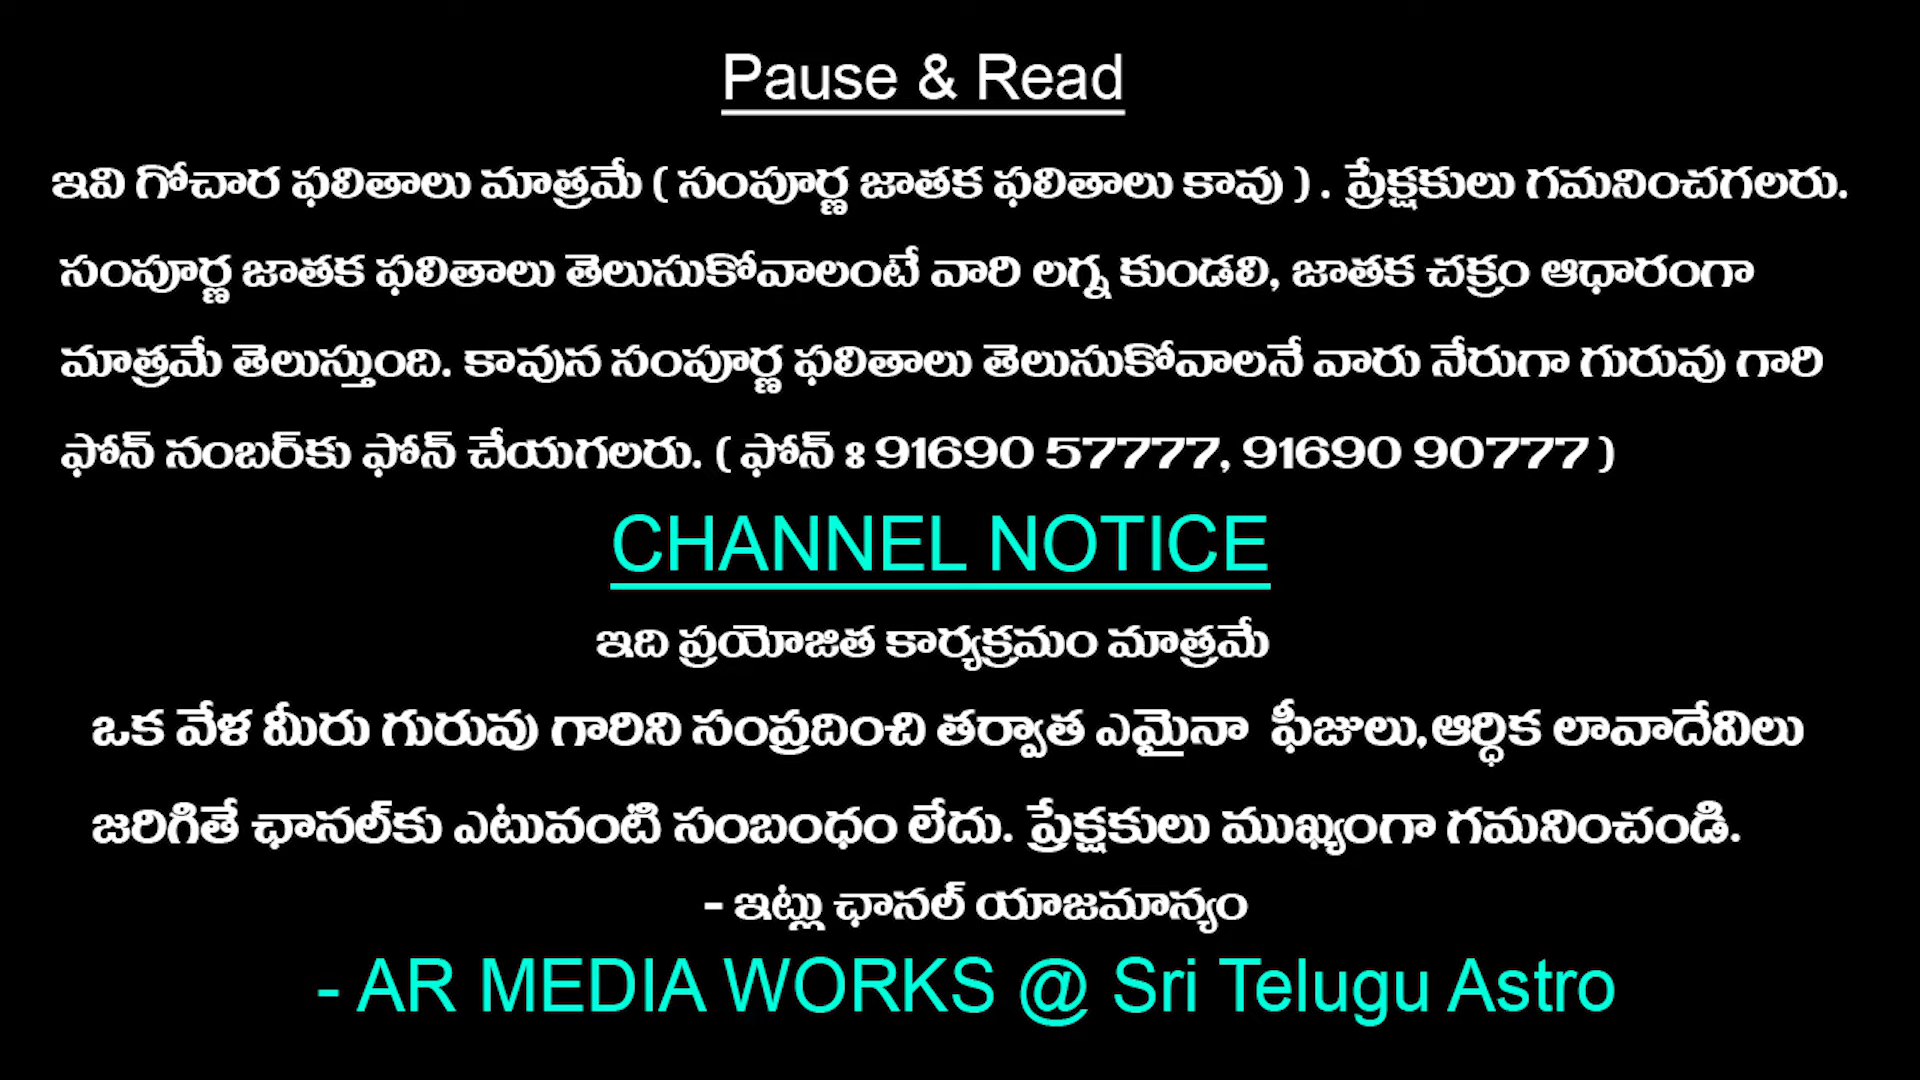 Pause & Read
ఇవి గోచార ఫలితాలు మాత్రమే ( సంపూర్ణ జాతక ఫలితాలు కావు ) . ప్రేక్షకులు గమనించగలరు.
సంపూర్ణ జాతక ఫలితాలు తెలుసుకోవాలంటే వారి లగ్న కుండలి, జాతక చక్రం ఆధారంగా
మాత్రమే తెలుస్తుంది. కావున సంపూర్ణ ఫలితాలు తెలుసుకోవాలనే వారు నేరుగా గురువు గారి
ఫోన్ నంబర్‌కు ఫోన్ చేయగలరు. ( ఫోన్ ః 91690 57777, 91690 90777 )
CHANNEL NOTICE
ఇది ప్రయోజిత కార్యక్రమం మాత్రమే
ఒక వేళ మీరు గురువు గారిని సంప్రదించి తర్వాత ఎమైనా ఫీజులు,ఆర్ధిక లావాదేవిలు
జరిగితే ఛానల్‌కు ఎటువంటి సంబంధం లేదు. ప్రేక్షకులు ముఖ్యంగా గమనించండి.
- ఇట్లు ఛానల్ యాజమాన్యం
- AR MEDIA WORKS @ Sri Telugu Astro